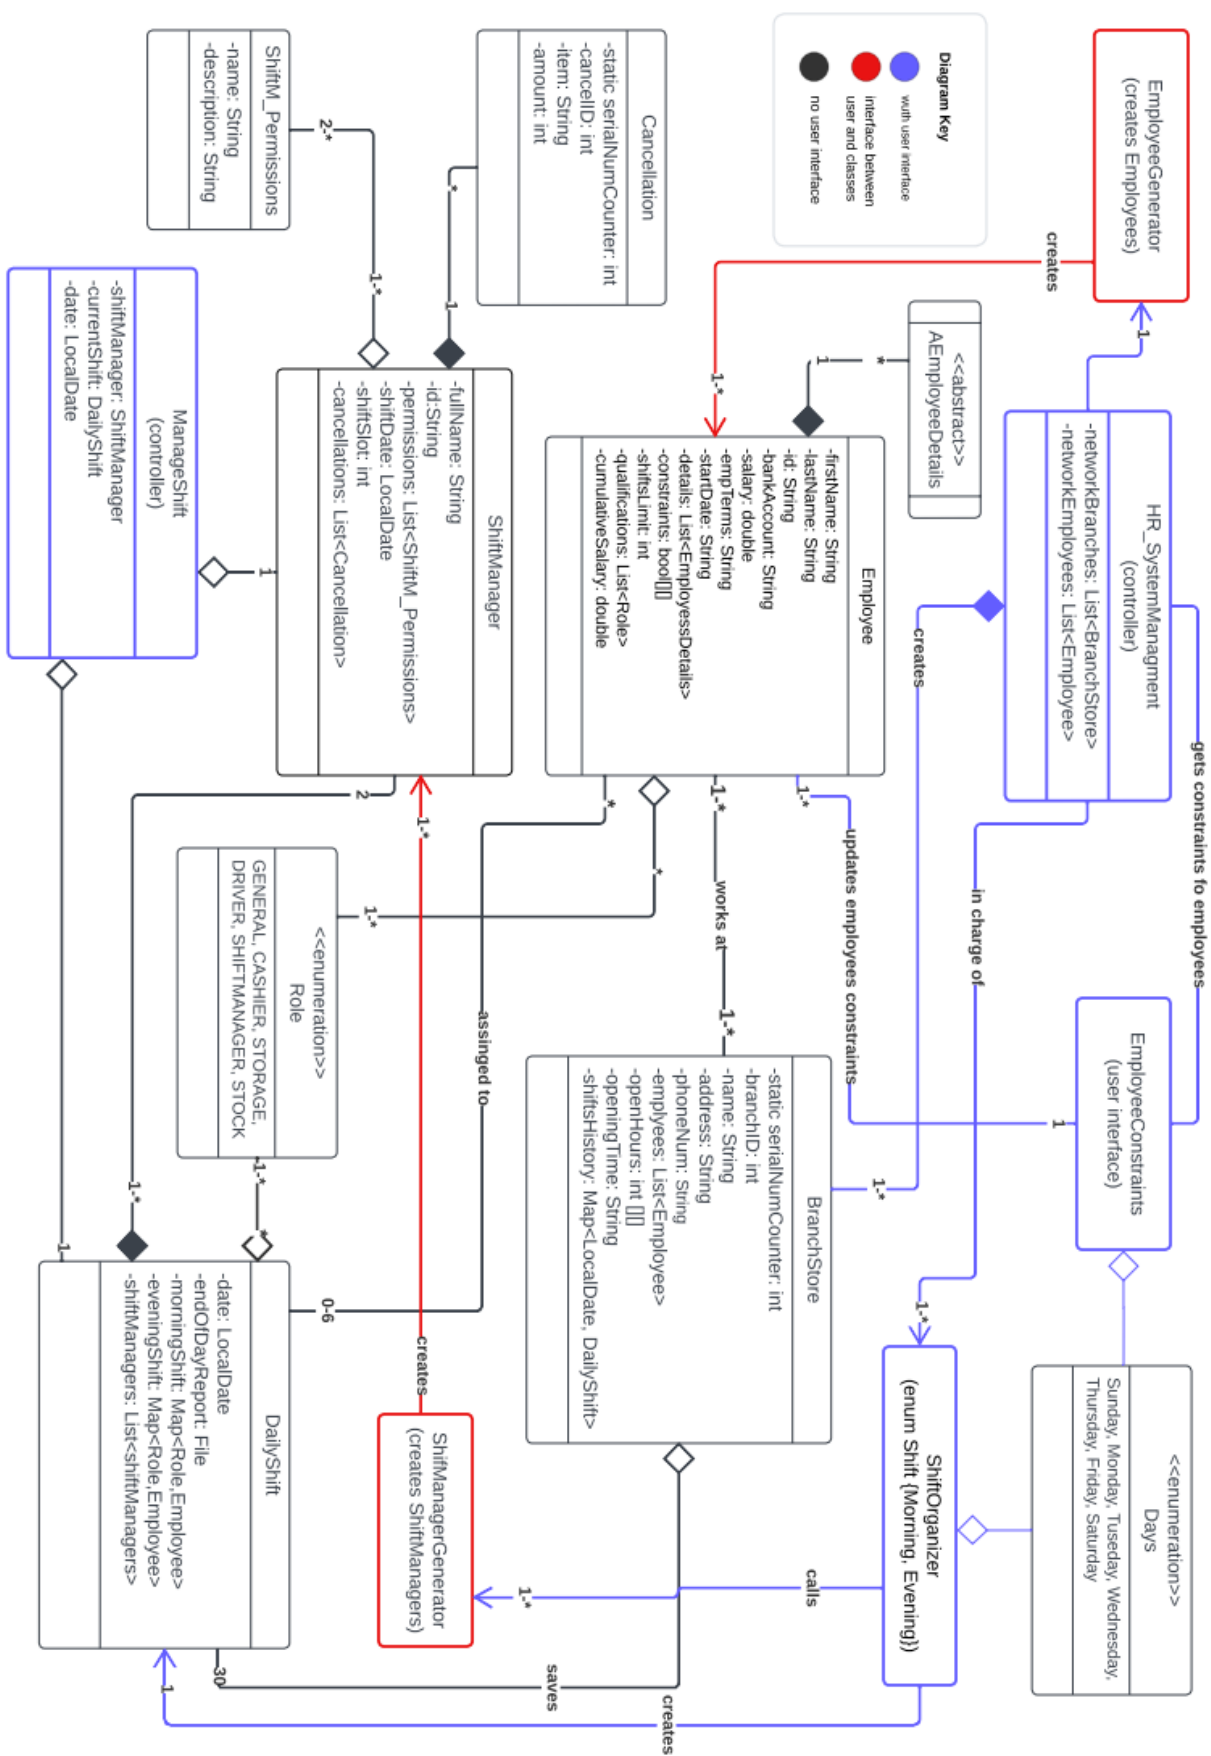 EmployeeGenerator
(creates Employees)
1
creates
1-*
Diagram Key
wuth user interface
interface between
user and classes
no user interface
HR_SystemManagment
(controller)
-networkBranches: List<BranchStore>
-networkEmployees: List<Employee>
gets constraints fo employees
in charge of
1-*
creates
1-*
EmployeeConstraints
(user interface)
1
updates employees constraints
1-*
<<enumeration>>
Days
Sunday, Monday, Tuseday, Wednesday,
Thursday, Friday, Saturday
ShiftOrganizer
(enum Shift {Morning, Evening})
calls
1-*
creates
1
<<abstract>>
AEmployeeDetails
*
1
Employee
-firstName: String
-lastName: String
-id: String
-bankAccount: String
-salary: double
-empTerms: String
-startDate: String
-details: List<EmployessDetails>
-constraints: bool[][]
-shiftsLimit: int
-qualifications: List<Role>
-cumulativeSalary: double
1-*
works at
1-*
*
1-*
*
assinged to
0-6
BranchStore
-static serialNumCounter: int
-branchID: int
-name: String
-address: String
-phoneNum: String
-emplyees: List<Employee>
-openHours: int [][]
-openingTime: String
-shiftsHistory: Map<LocalDate, DailyShift>
saves
30
Cancellation
-static serialNumCounter: int
-cancelID: int
-item: String
-amount: int
*
1
ShiftM_Permissions
-name: String
-description: String
2-*
1-*
ShiftManager
-fullName: String
-id:String
-permissions: List<ShiftM_Permissions>
-shiftDate: LocalDate
-shiftSlot: int
-cancellations: List<Cancellation>
1-*
creates
ShifManagerGenerator
(creates ShiftManagers)
2
1-*
<<enumeration>>
Role
GENERAL, CASHIER, STORAGE,
DRIVER, SHIFTMANAGER, STOCK
1-*
*
DailyShift
-date: LocalDate
-endOfDayReport: File
-morningShift: Map<Role,Employee>
-eveningShift: Map<Role,Employee>
-shiftManagers: List<shiftManagers>
ManageShift
(controller)
-shiftManager: ShiftManager
-currentShift: DailyShift
-date: LocalDate
1
1